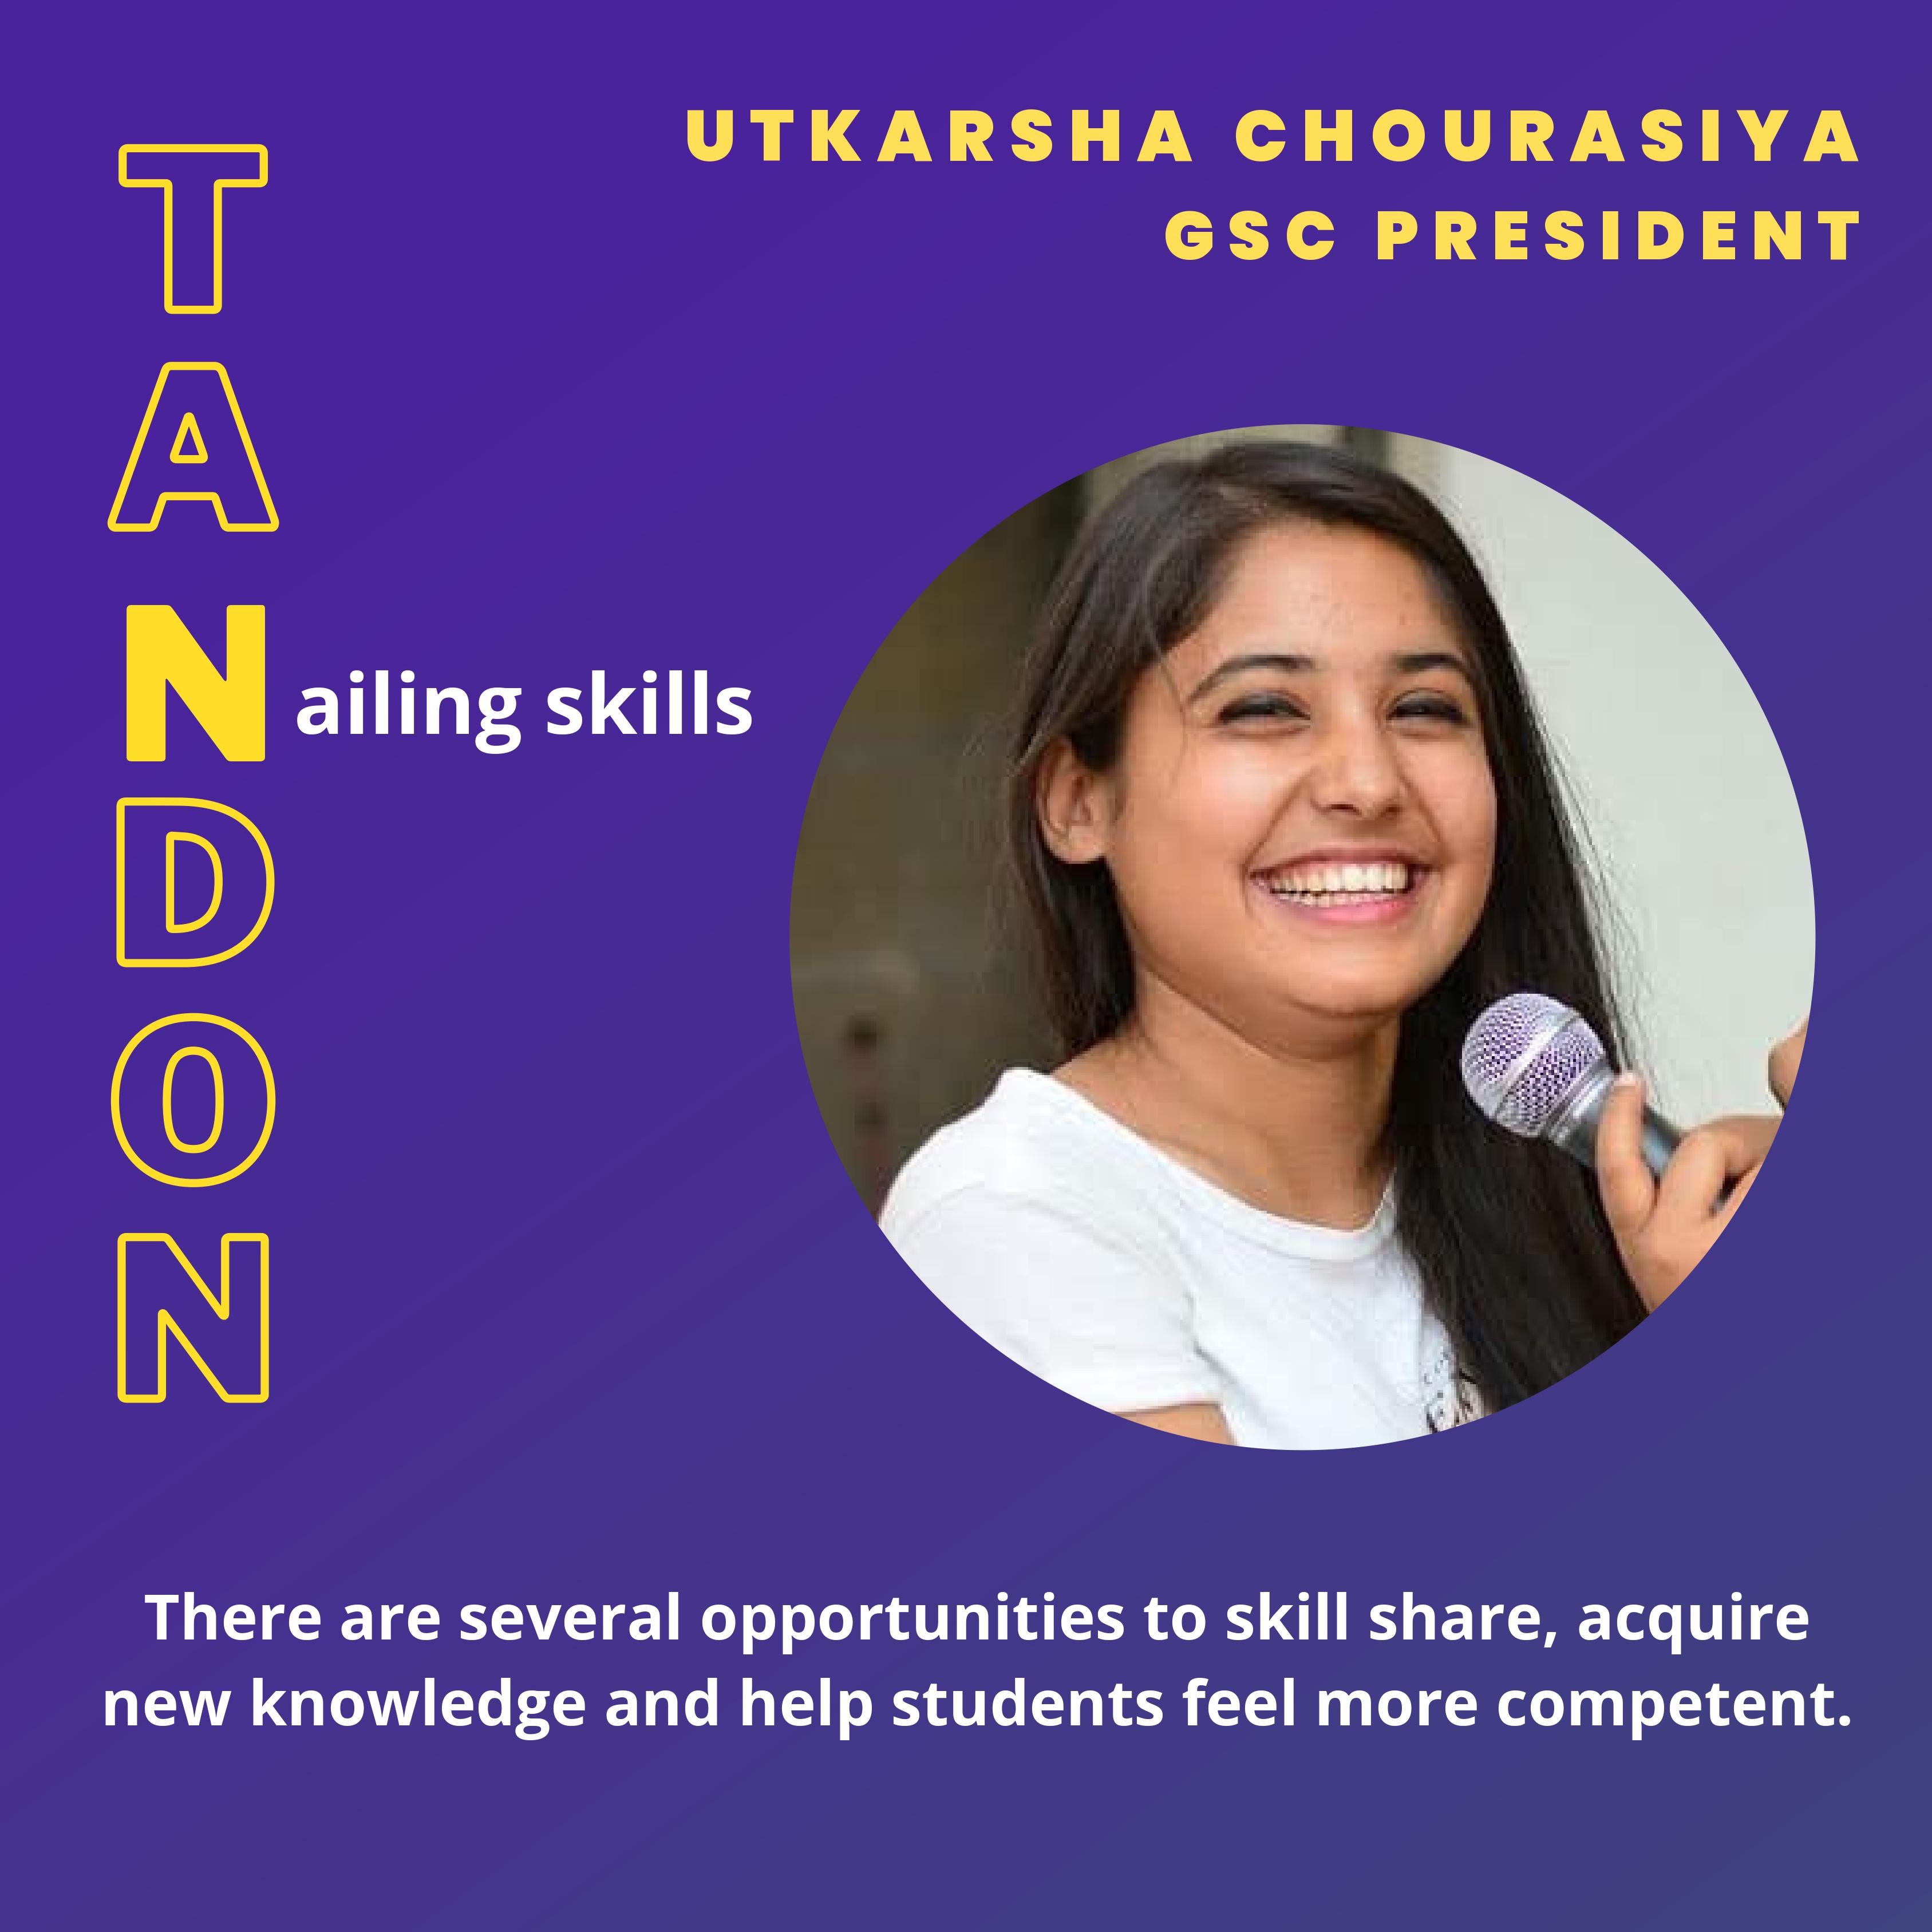 UTKARSHA CHOURASIYA
GSC PRESIDENT
T
A
Nailing skills
D
O
N
There are several opportunities to skill share, acquire
new knowledge and help students feel more competent.